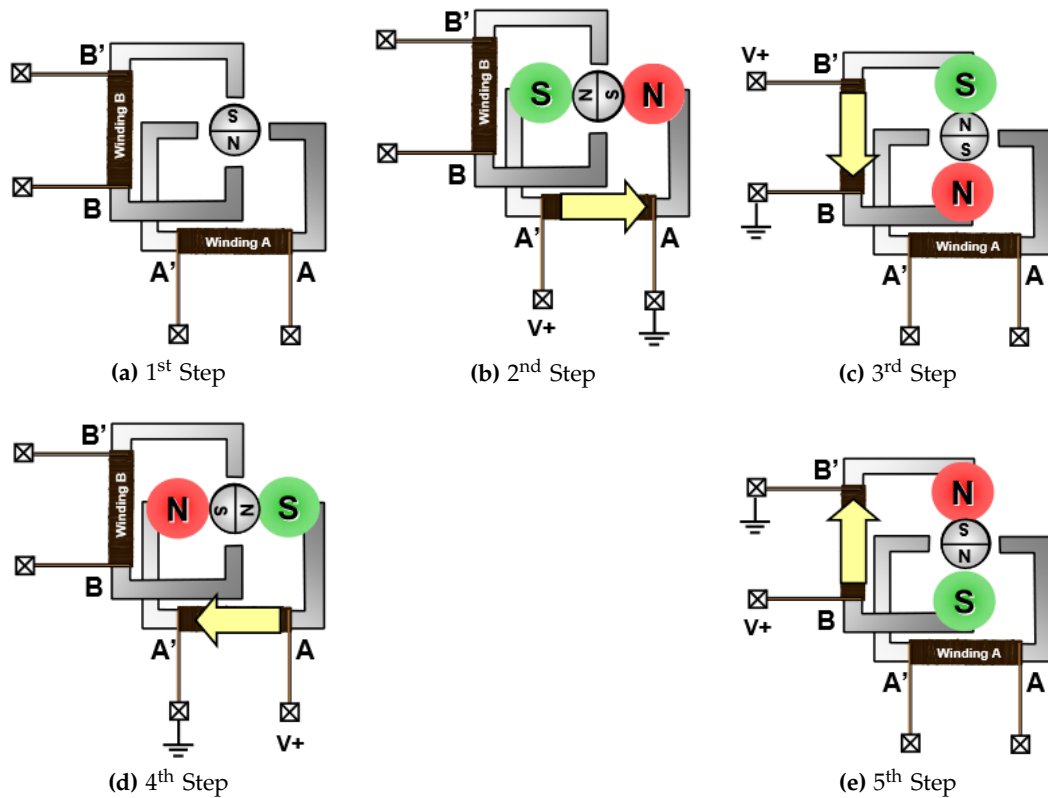 B'
Winding B
S
N
B
Winding A
A'
A
(a) 1st Step
B'
Winding B
S
N
S
N
B
A'
A
V+
(b) 2nd Step
V+
B'
S
N
S
N
B
Winding A
A'
A
(c) 3rd Step
B'
Winding B
N
S
N
S
B
A'
A
V+
(d) 4th Step
B'
N
S
N
S
V+
B
Winding A
A'
A
(e) 5th Step